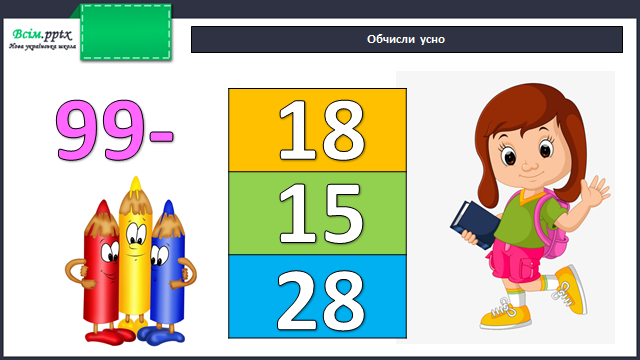 Всім.pptx
Нова українська школа
Обчисли усно
99-
18
15
28